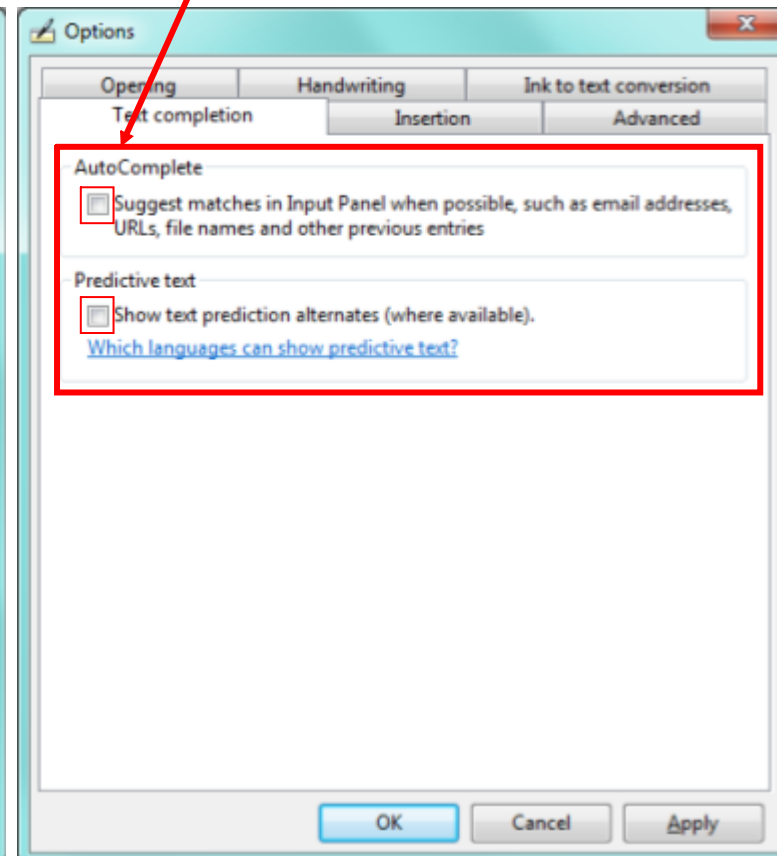 Options
Opening Handwriting Ink to text conversion
Text completion Insertion Advanced
AutoComplete
Suggest matches in Input Panel when possible, such as email addresses,
URLs, file names and other previous entries
Predictive text
Show text prediction alternates (where available).
Which languages can show predictive text?
OK Cancel Apply